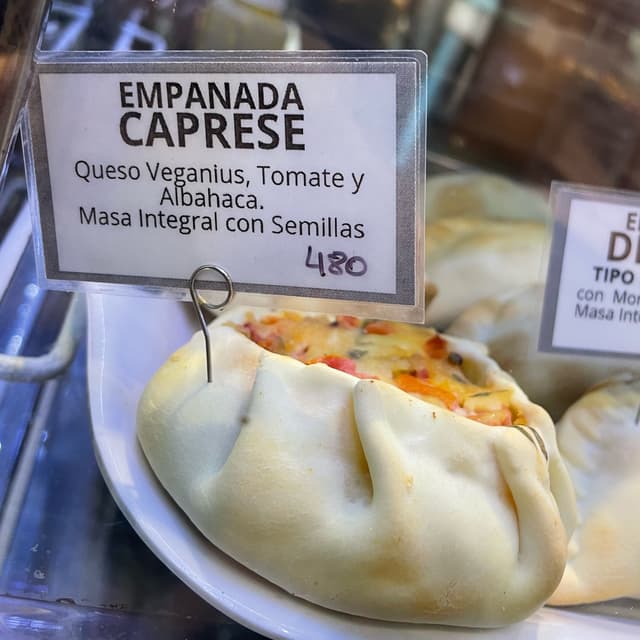 EMPANADA
CAPRESE
Queso Veganius, Tomate y
Albahaca.
Masa Integral con Semillas
480
TIPO
con
Masa